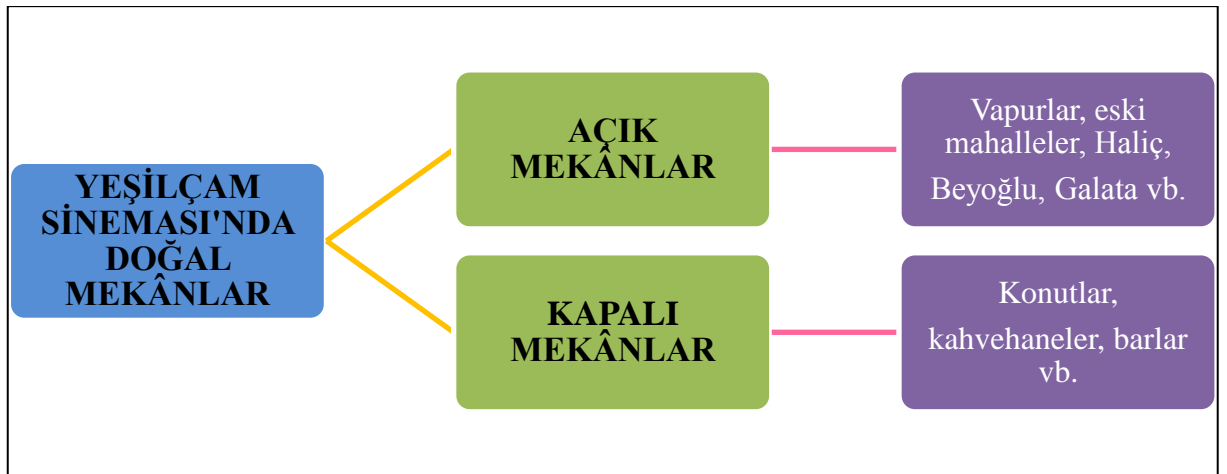 YEŞİLÇAM
SİNEMASI'NDA
DOĞAL
MEKÂNLAR
AÇIK
MEKÂNLAR
Vapurlar, eski
mahalleler, Haliç,
Beyoğlu, Galata vb.
KAPALI
MEKÂNLAR
Konutlar,
kahvehaneler, barlar
vb.